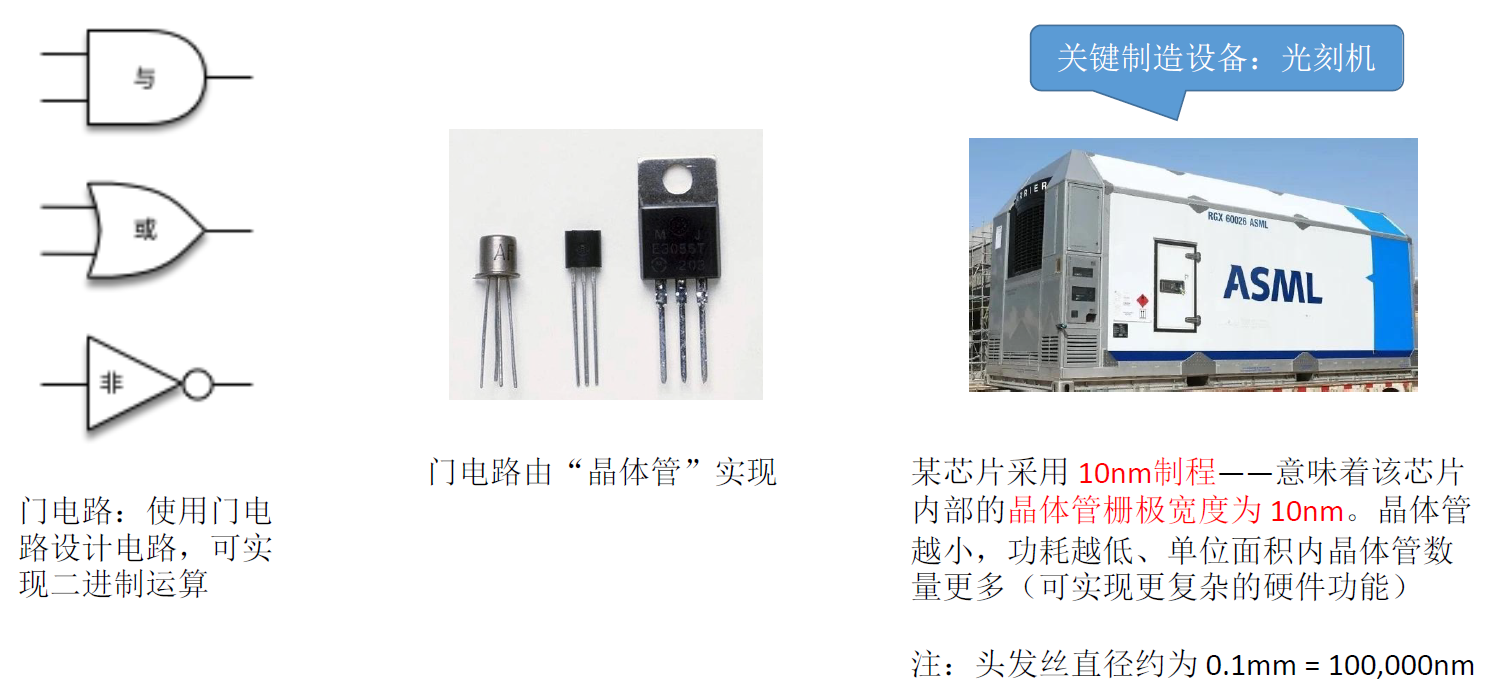 与
或
非
门电路：使用门电
路设计电路，可实
现二进制运算
AF
M J
E3055T
203
门电路由“晶体管”实现
关键制造设备：光刻机
RRIER
RGX 60026 ASML
ASML
某芯片采用 10nm制程——意味着该芯片
内部的晶体管栅极宽度为 10nm。晶体管
越小，功耗越低、单位面积内晶体管数
量更多（可实现更复杂的硬件功能）
注：头发丝直径约为 0.1mm = 100,000nm